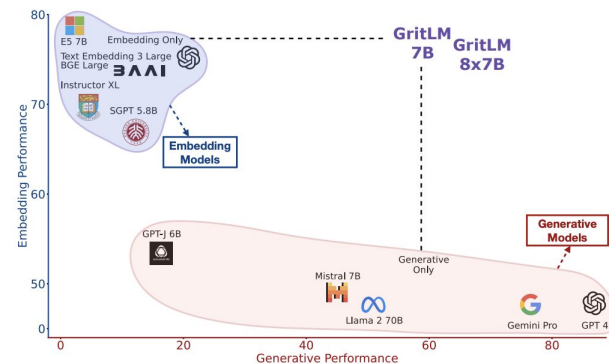 80
E5 7B
Embedding Only
Text Embedding 3 Large
BGE Large
BAAI
Instructor XL
SGPT 5.8B
GritLM
7B
GritLM
8x7B
Embedding
Models
70
60
50
0
Embedding Performance
GPT-J 6B
Mistral 7B
Llama 2 70B
Generative
Only
Generative
Models
Gemini Pro
GPT 4
0
20
40
60
80
Generative Performance